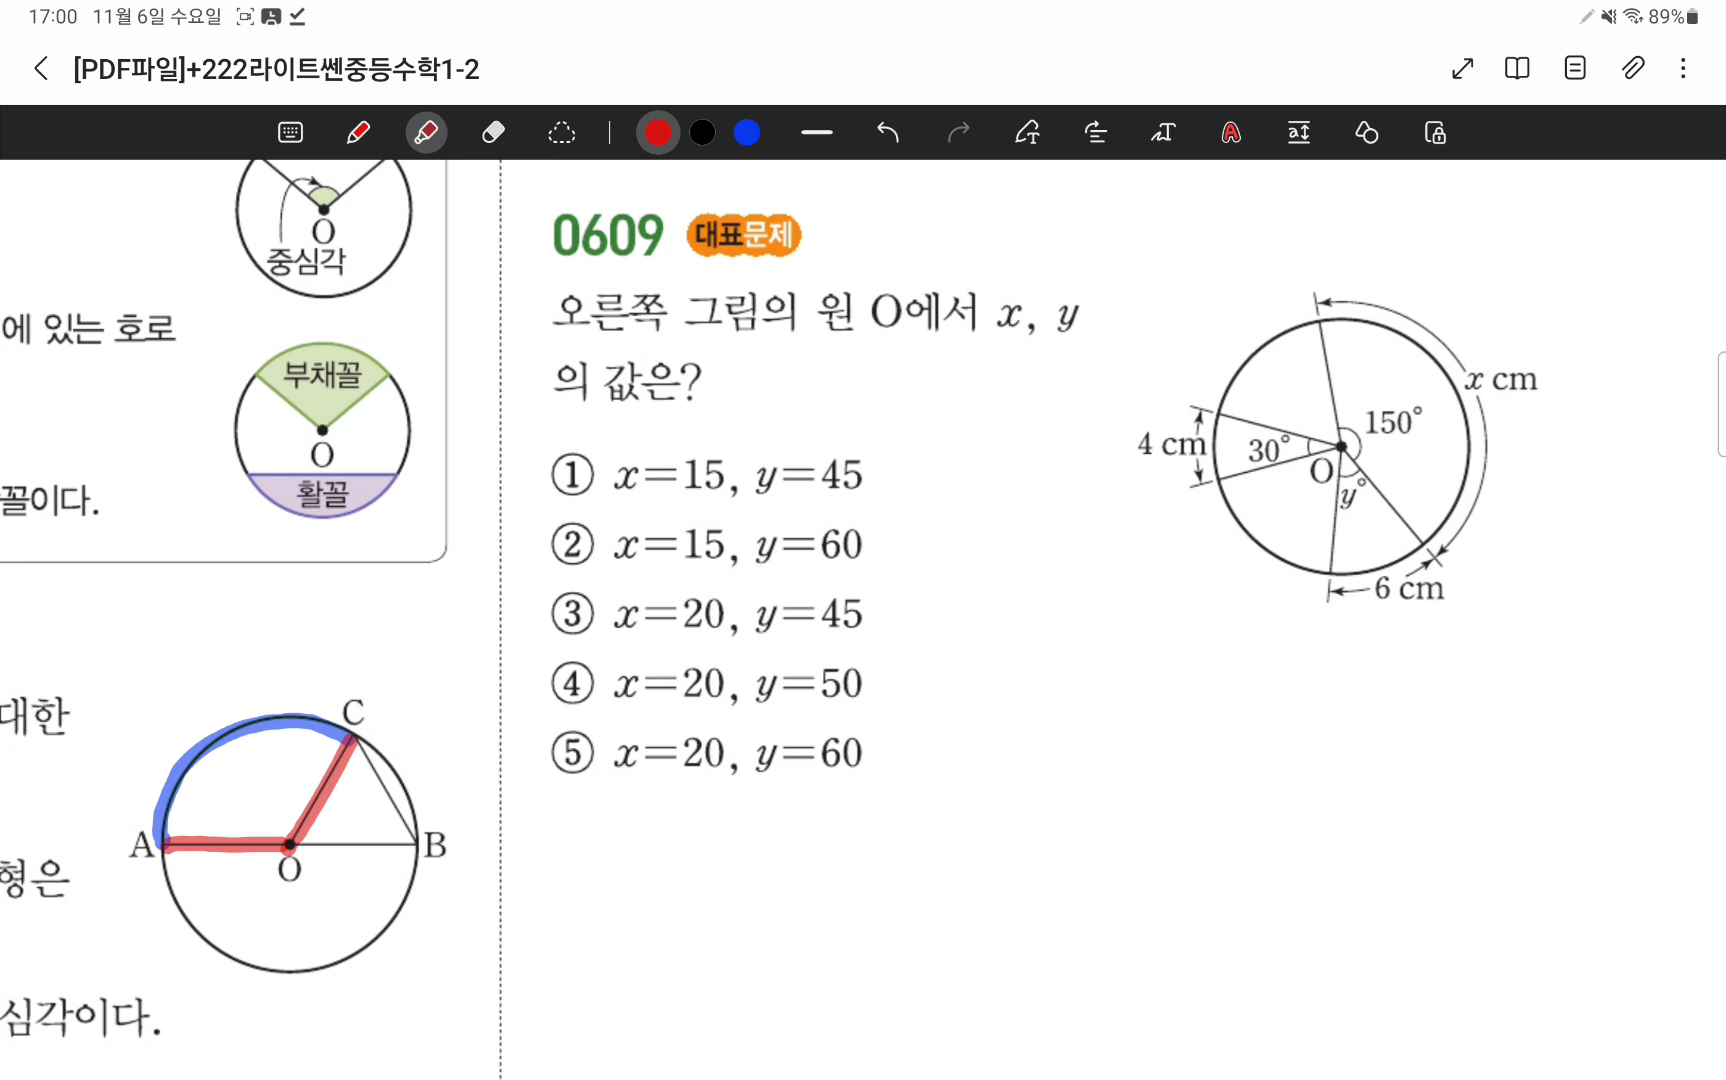 17:00 11월 6일 수요일
89%
[PDF파일]+222라이트쎈중등수학1-2
O
중심각
에 있는 호로
부채꼴
O
활꼴
꼴이다.
대한
C
A
O
B
형은
심각이다.
0609 대표문제
오른쪽 그림의 원 O에서 x, y
의 값은?
① x=15, y=45
② x=15, y=60
③ x=20, y=45
④ x=20, y=50
⑤ x=20, y=60
x cm
150°
4 cm
30°
O
y°
6 cm